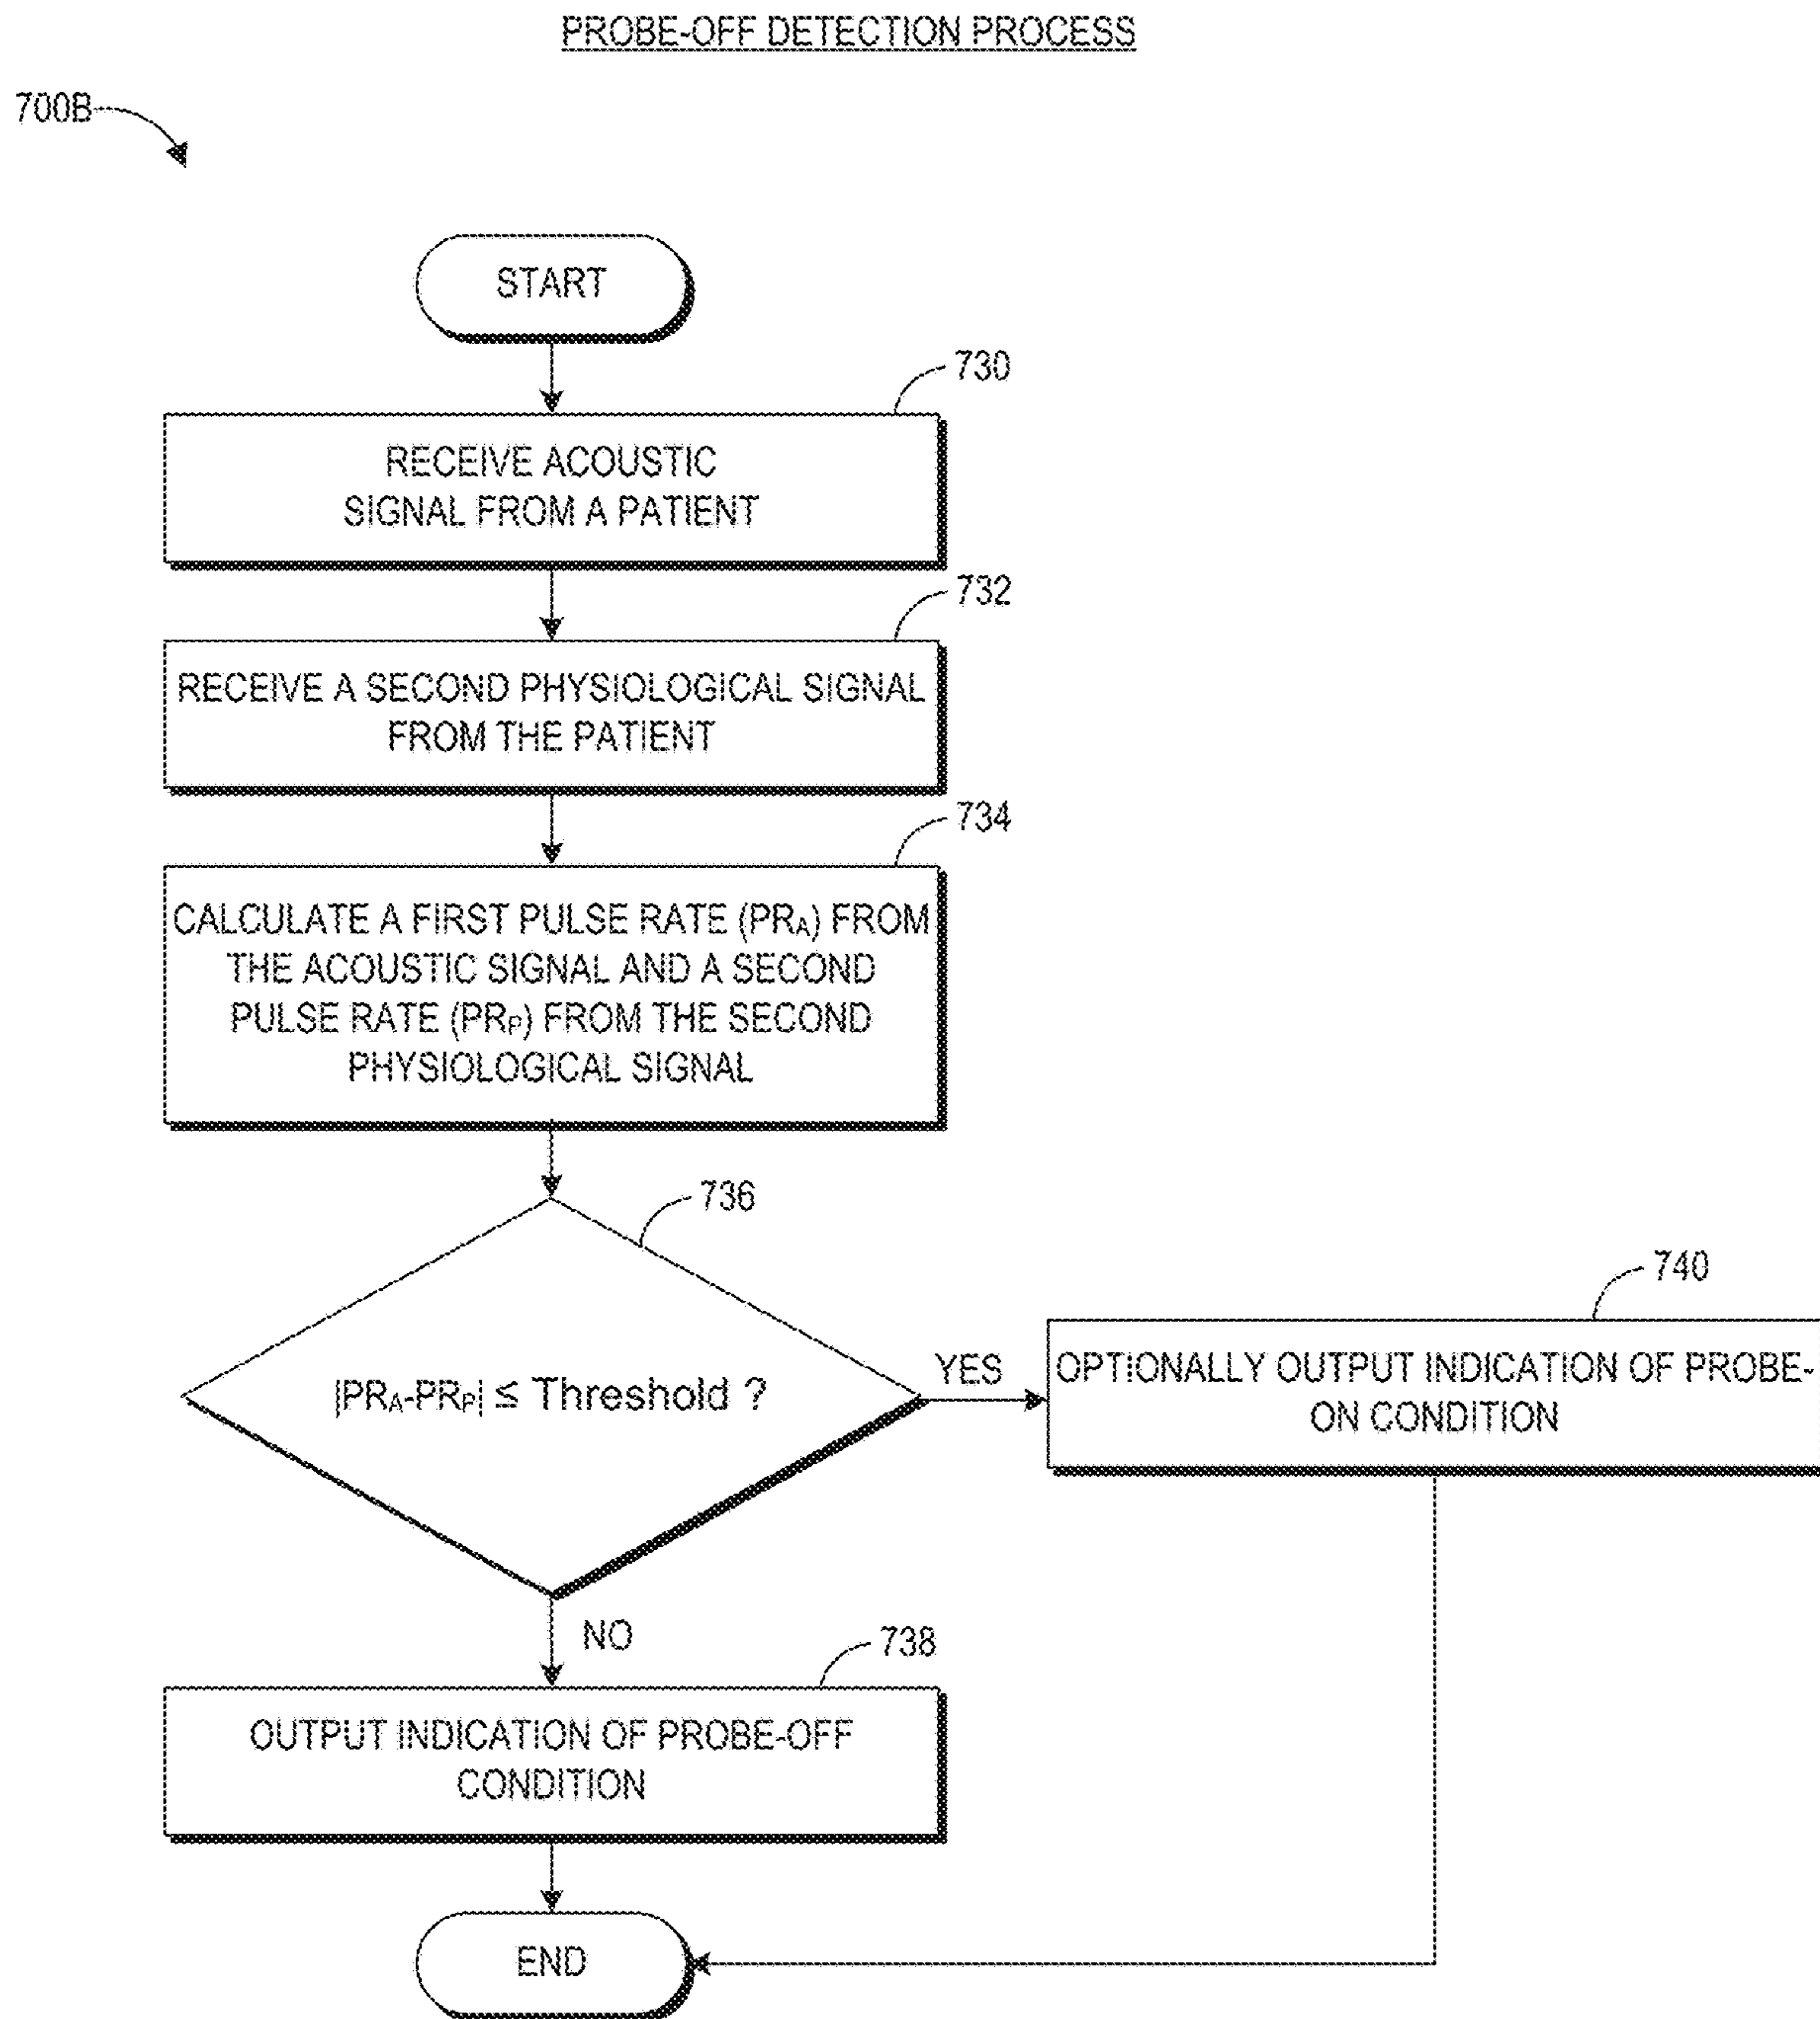 PROBE-OFF DETECTION PROCESS
700B
START
730
RECEIVE ACOUSTIC
SIGNAL FROM A PATIENT
732
RECEIVE A SECOND PHYSIOLOGICAL SIGNAL
FROM THE PATIENT
734
CALCULATE A FIRST PULSE RATE (PRA) FROM
THE ACOUSTIC SIGNAL AND A SECOND
PULSE RATE (PRP) FROM THE SECOND
PHYSIOLOGICAL SIGNAL
736
|PRA-PRP| ≤ Threshold ?
YES
740
OPTIONALLY OUTPUT INDICATION OF PROBE-
ON CONDITION
NO
738
OUTPUT INDICATION OF PROBE-OFF
CONDITION
END